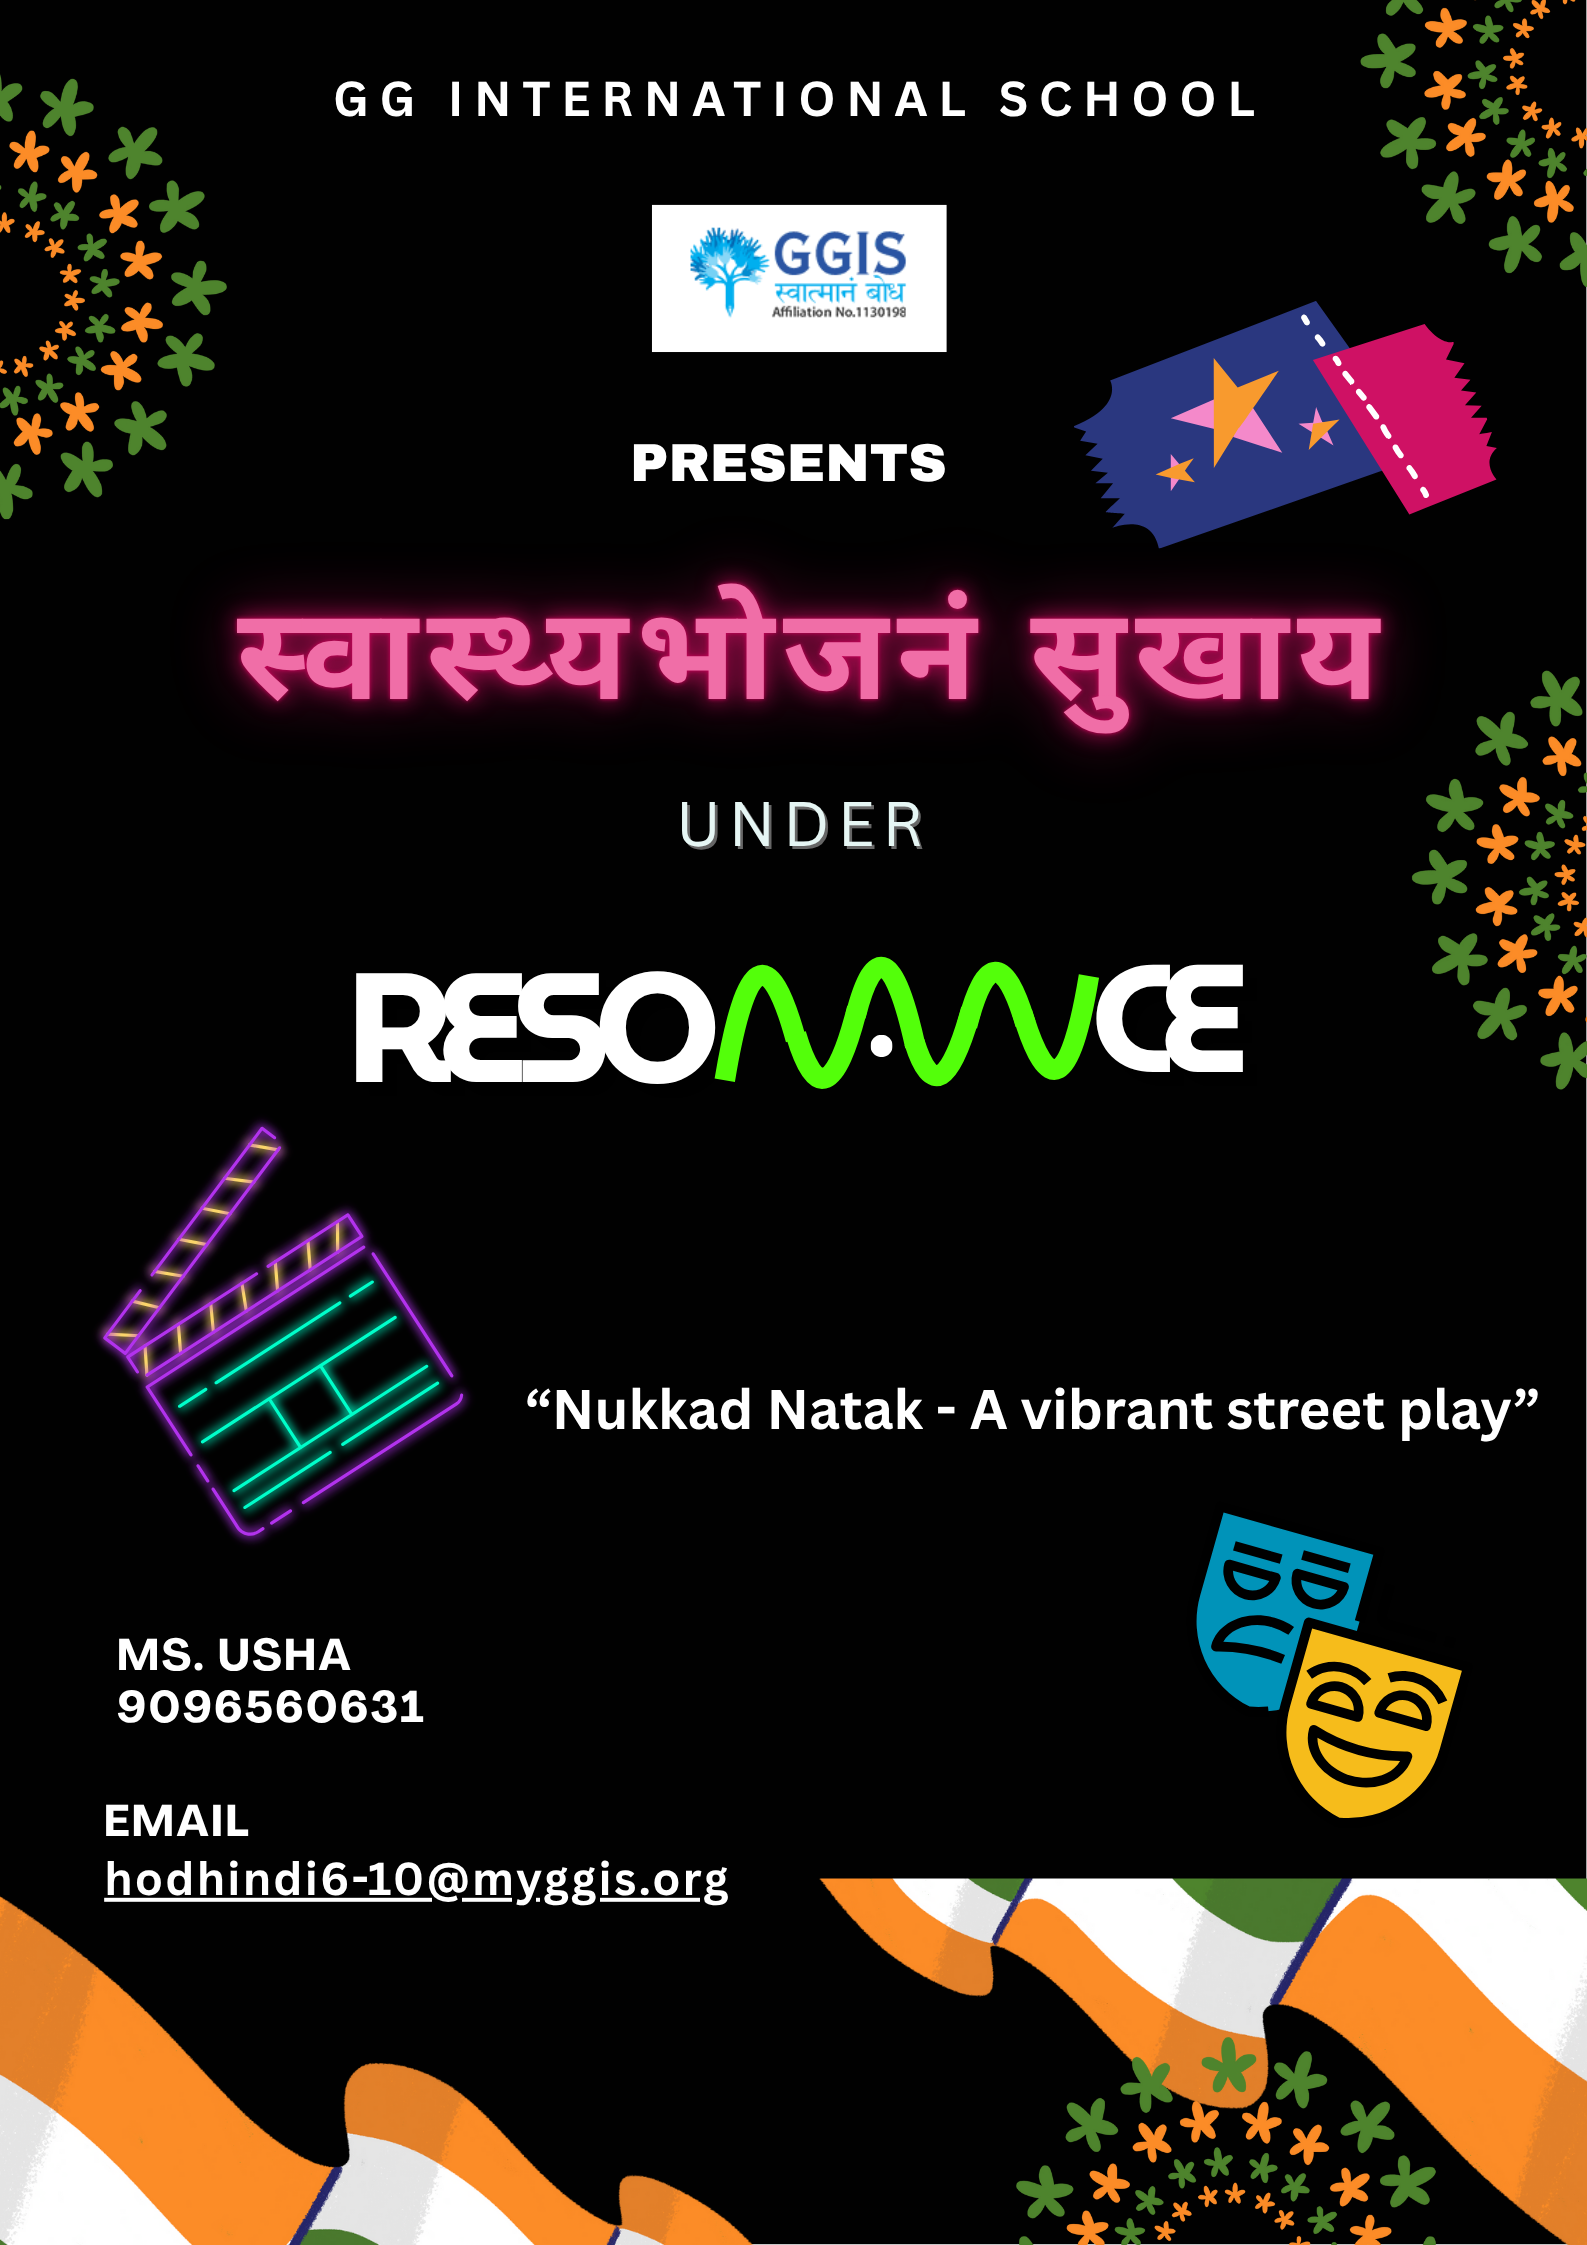 GG INTERNATIONAL SCHOOL
GGIS
स्वात्मानं बोध
Affiliation No.1130198
PRESENTS
स्वास्थ्यभोजनं सुखाय
UNDER
RESONANCE
“Nukkad Natak - A vibrant street play”
MS. USHA
9096560631
EMAIL
hodhindi6-10@myggis.org